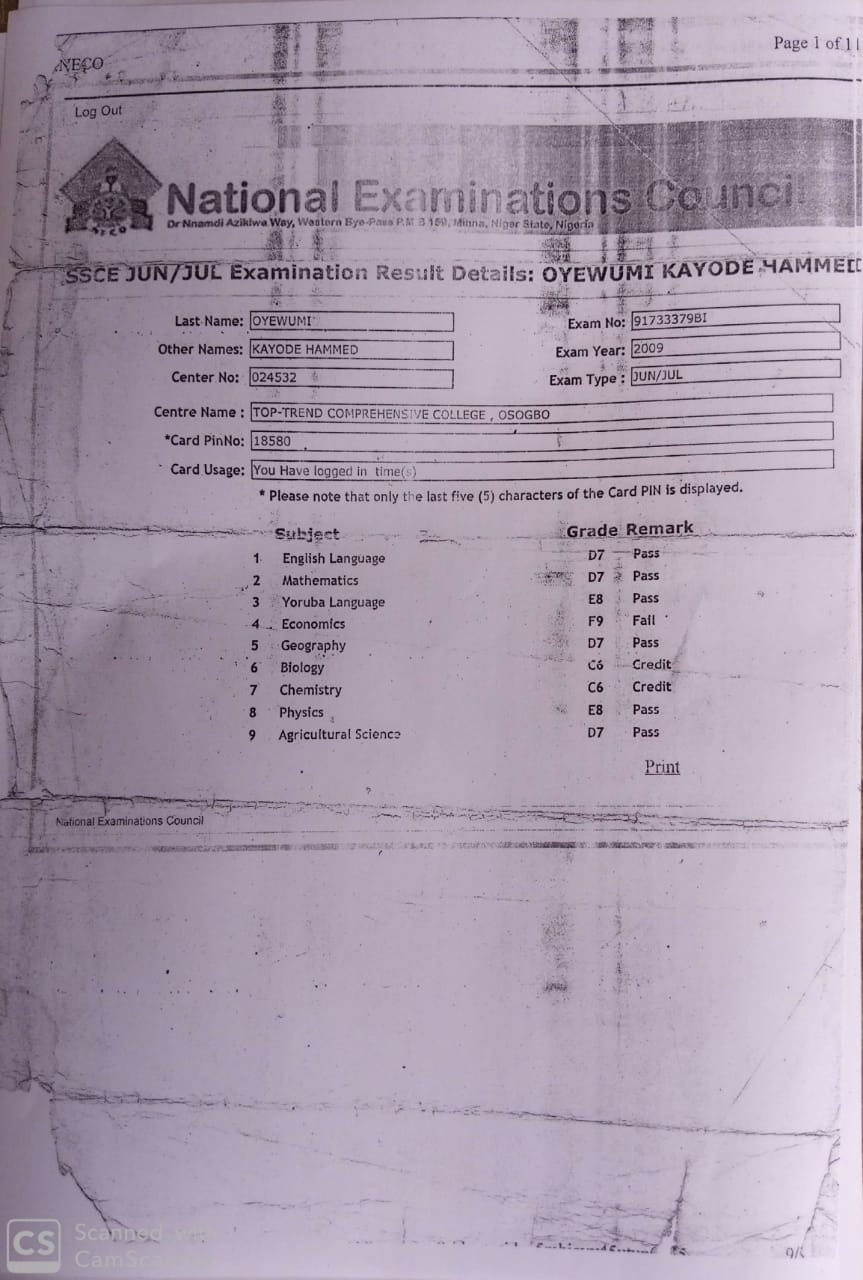 NECO
Page 1 of 1
Log Out
National Examinations Council
Dr Nnamdi Azikiwe Way, Western Bye-Pass P.M.B 159, Minna, Niger State, Nigeria
SSCE JUN/JUL Examination Result Details: OYEWUMI KAYODE HAMMED
Last Name: OYEWUMI
Exam No: 91733379BI
Other Names: KAYODE HAMMED
Exam Year: 2009
Center No: 024532
Exam Type : JUN/JUL
Centre Name : TOP-TREND COMPREHENSIVE COLLEGE , OSOGBO
*Card PinNo: 18580
Card Usage: You Have logged in time(s)
* Please note that only the last five (5) characters of the Card PIN is displayed.
Subject Grade Remark
1 English Language D7 Pass
2 Mathematics D7 Pass
3 Yoruba Language E8 Pass
4 Economics F9 Fail
5 Geography D7 Pass
6 Biology C6 Credit
7 Chemistry C6 Credit
8 Physics E8 Pass
9 Agricultural Science D7 Pass
Print
National Examinations Council
CS
Scanned with
CamScanner